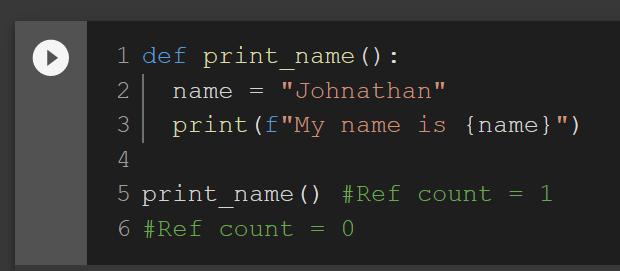 1 def print_name():
2   name = "Johnathan"
3   print(f"My name is {name}")
4
5 print_name() #Ref count = 1
6 #Ref count = 0